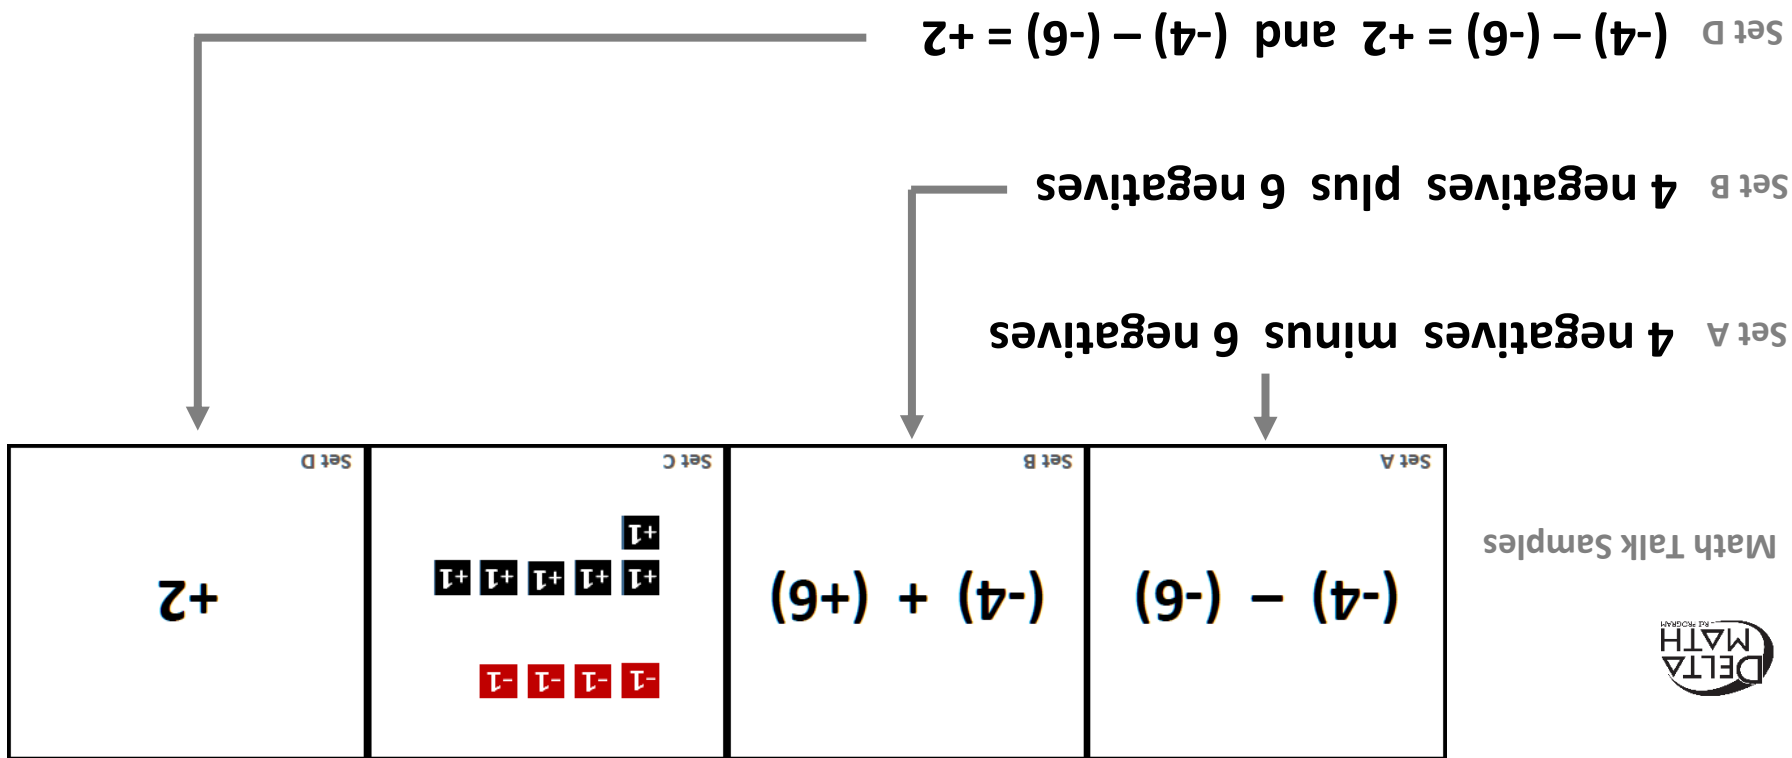 DELTA
MATH
- RtI PROGRAM
Math Talk Samples
(-4) – (-6)
Set A
(-4) + (+6)
Set B
-1 -1 -1 -1
+1 +1 +1 +1 +1
+1
Set C
+2
Set D
Set A 4 negatives minus 6 negatives
Set B 4 negatives plus 6 negatives
Set D (-4) – (-6) = +2 and (-4) – (-6) = +2